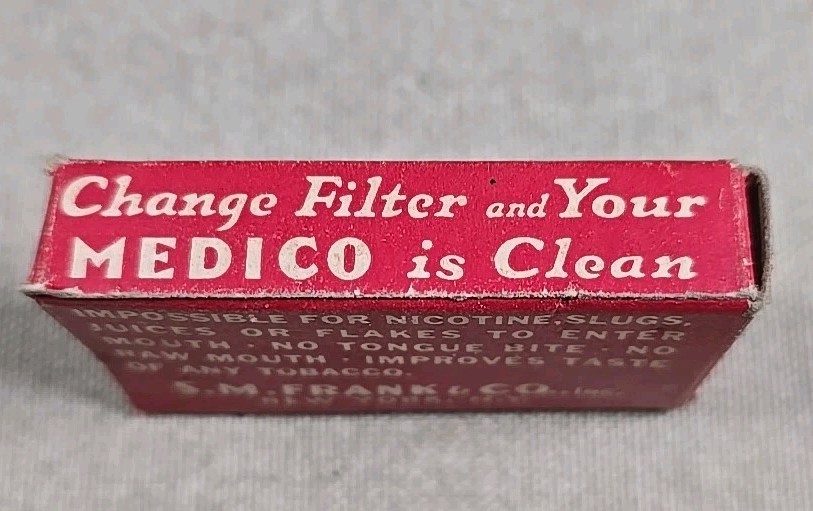 Change Filter and Your
MEDICO is Clean
IMPOSSIBLE FOR NICOTINE, SLUGS,
JUICES OR FLAKES TO ENTER
MOUTH · NO TONGUE BITE · NO
RAW MOUTH · IMPROVES TASTE
OF ANY TOBACCO.
S.M. FRANK & CO., inc.
NEW YORK, N.Y.